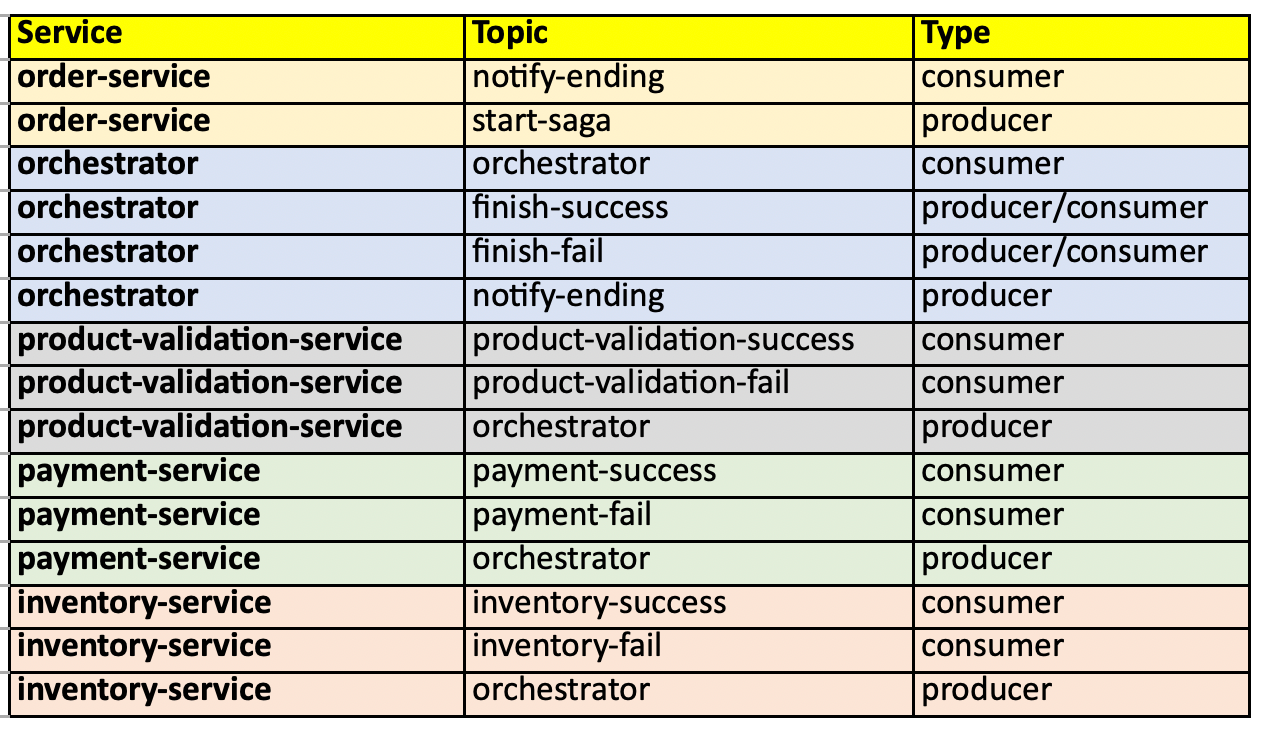 Service Topic Type
order-service notify-ending consumer
order-service start-saga producer
orchestrator orchestrator consumer
orchestrator finish-success producer/consumer
orchestrator finish-fail producer/consumer
orchestrator notify-ending producer
product-validation-service product-validation-success consumer
product-validation-service product-validation-fail consumer
product-validation-service orchestrator producer
payment-service payment-success consumer
payment-service payment-fail consumer
payment-service orchestrator producer
inventory-service inventory-success consumer
inventory-service inventory-fail consumer
inventory-service orchestrator producer